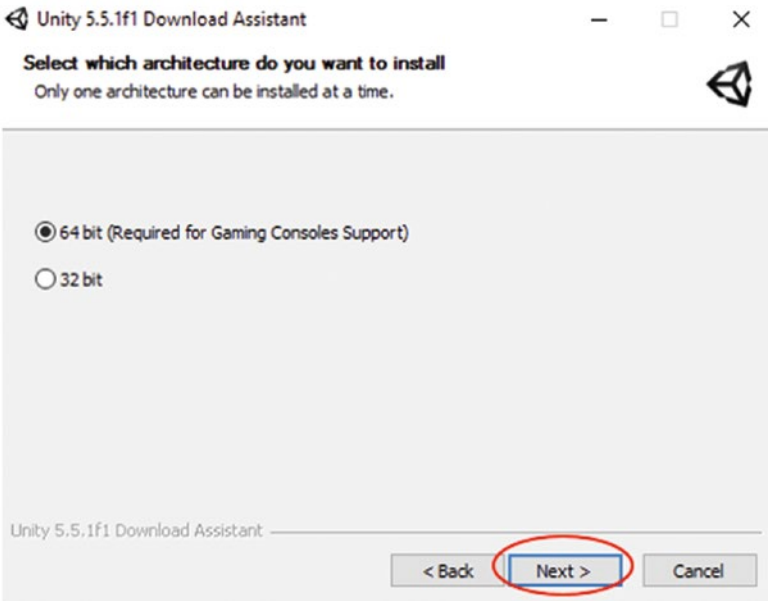 Unity 5.5.1f1 Download Assistant
Select which architecture do you want to install
Only one architecture can be installed at a time.
64 bit (Required for Gaming Consoles Support)
32 bit
Unity 5.5.1f1 Download Assistant
< Back Next > Cancel